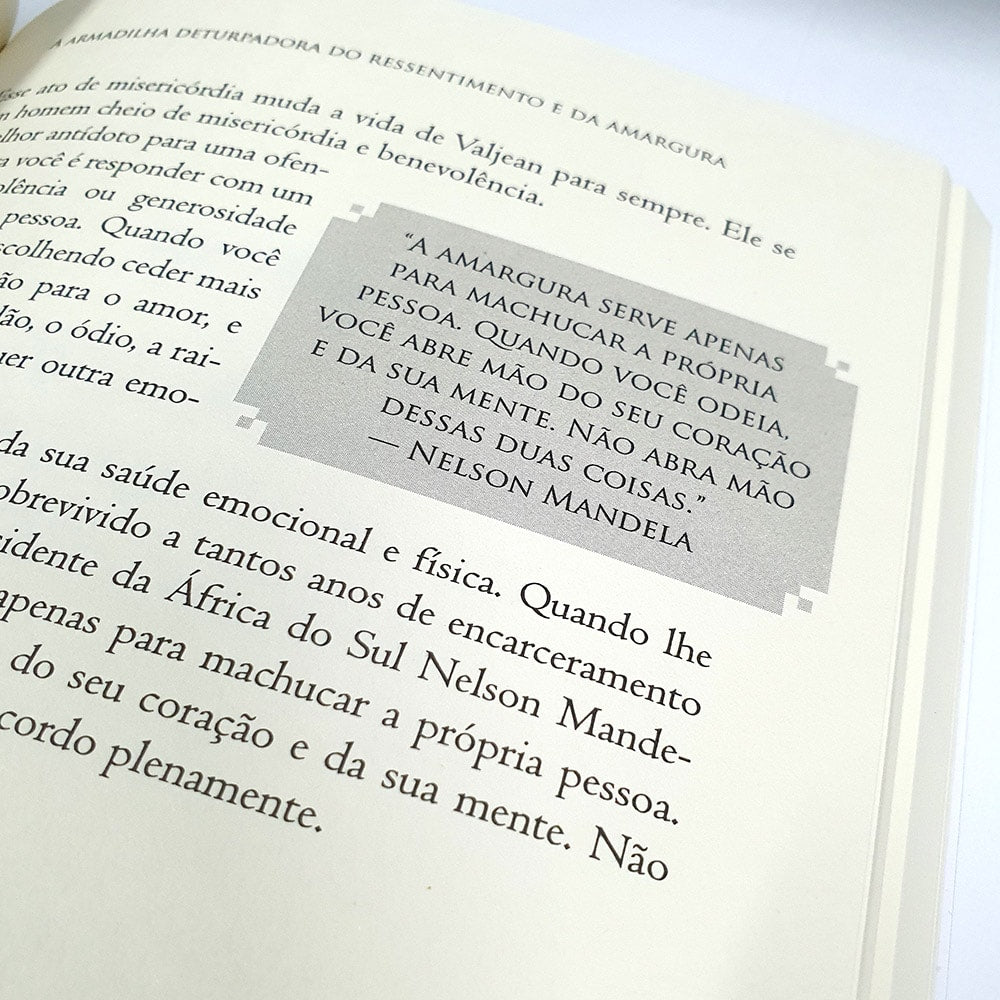 A ARMADILHA DETURPADORA DO RESSENTIMENTO E DA AMARGURA
ato de misericórdia muda a vida de Valjean para sempre. Ele se
homem cheio de misericórdia e benevolência.
antídoto para uma ofen-
você é responder com um
ou generosidade
pessoa. Quando você
ceder mais
para o amor, e
o ódio, a rai-
outra emo-
“A AMARGURA SERVE APENAS
PARA MACHUCAR A PRÓPRIA
PESSOA. QUANDO VOCÊ ODEIA,
VOCÊ ABRE MÃO DO SEU CORAÇÃO
E DA SUA MENTE. NÃO ABRA MÃO
DESSAS DUAS COISAS.”
— NELSON MANDELA
da sua saúde emocional e física. Quando lhe
a tantos anos de encarceramento
da África do Sul Nelson Mande-
apenas para machucar a própria pessoa.
do seu coração e da sua mente. Não
plenamente.